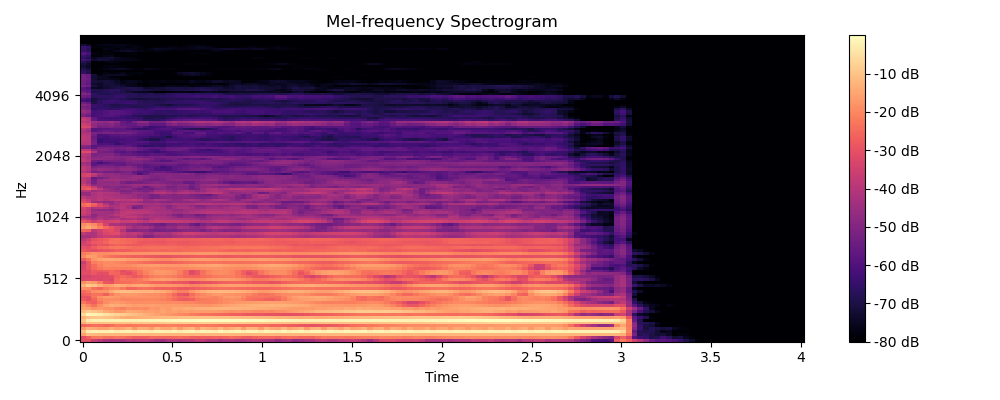 Mel-frequency Spectrogram
Hz
4096
2048
1024
512
0
0 0.5 1 1.5 2 2.5 3 3.5 4
Time
-10 dB
-20 dB
-30 dB
-40 dB
-50 dB
-60 dB
-70 dB
-80 dB